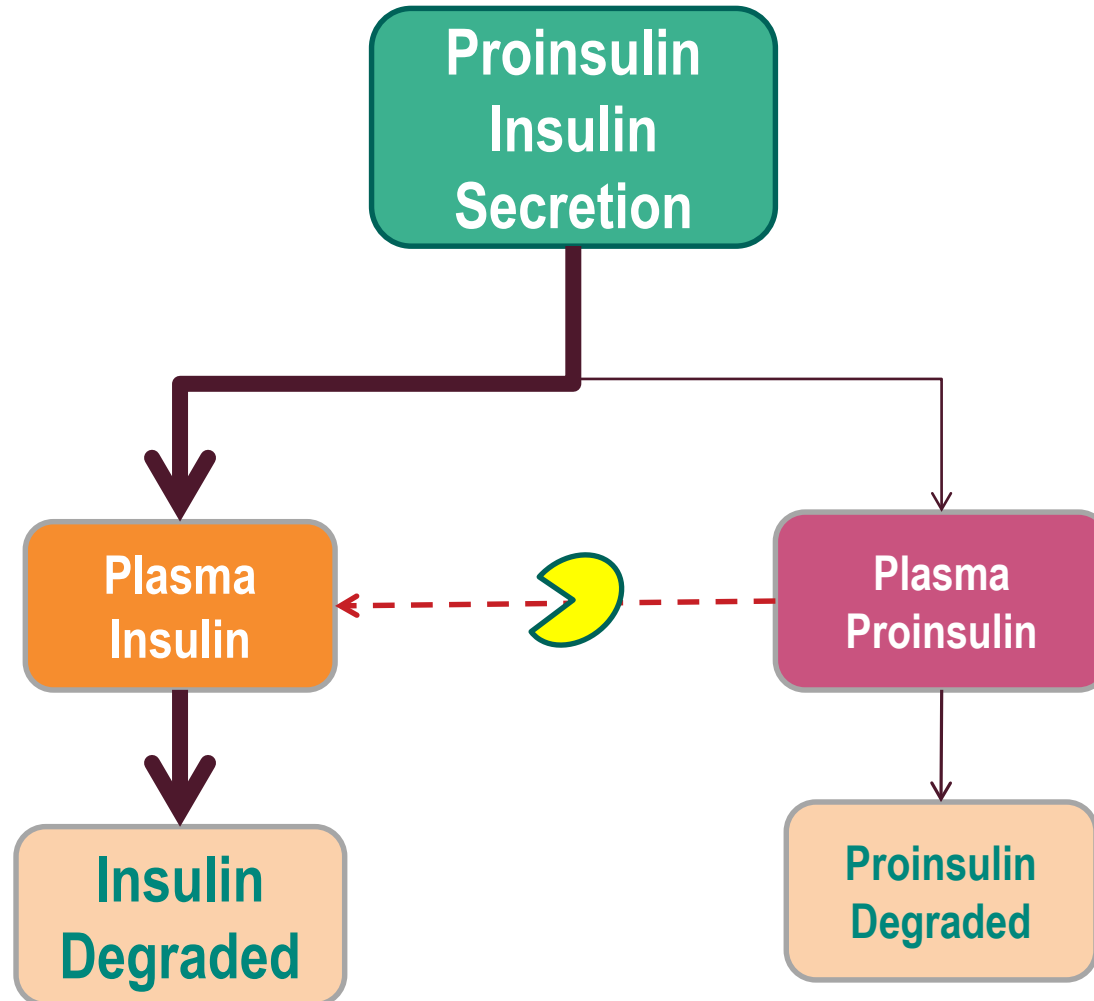 Proinsulin
Insulin
Secretion
Plasma
Insulin
Plasma
Proinsulin
Insulin
Degraded
Proinsulin
Degraded